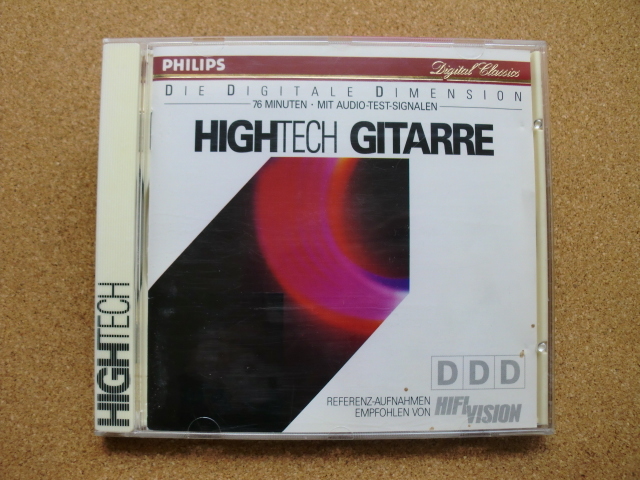 PHILIPS
Digital Classics
DIE DIGITALE DIMENSION
76 MINUTEN · MIT AUDIO-TEST-SIGNALEN
HIGHTECH GITARRE
HIGHTECH
DDD
REFERENZ-AUFNAHMEN
EMPFOHLEN VON
HIFI VISION